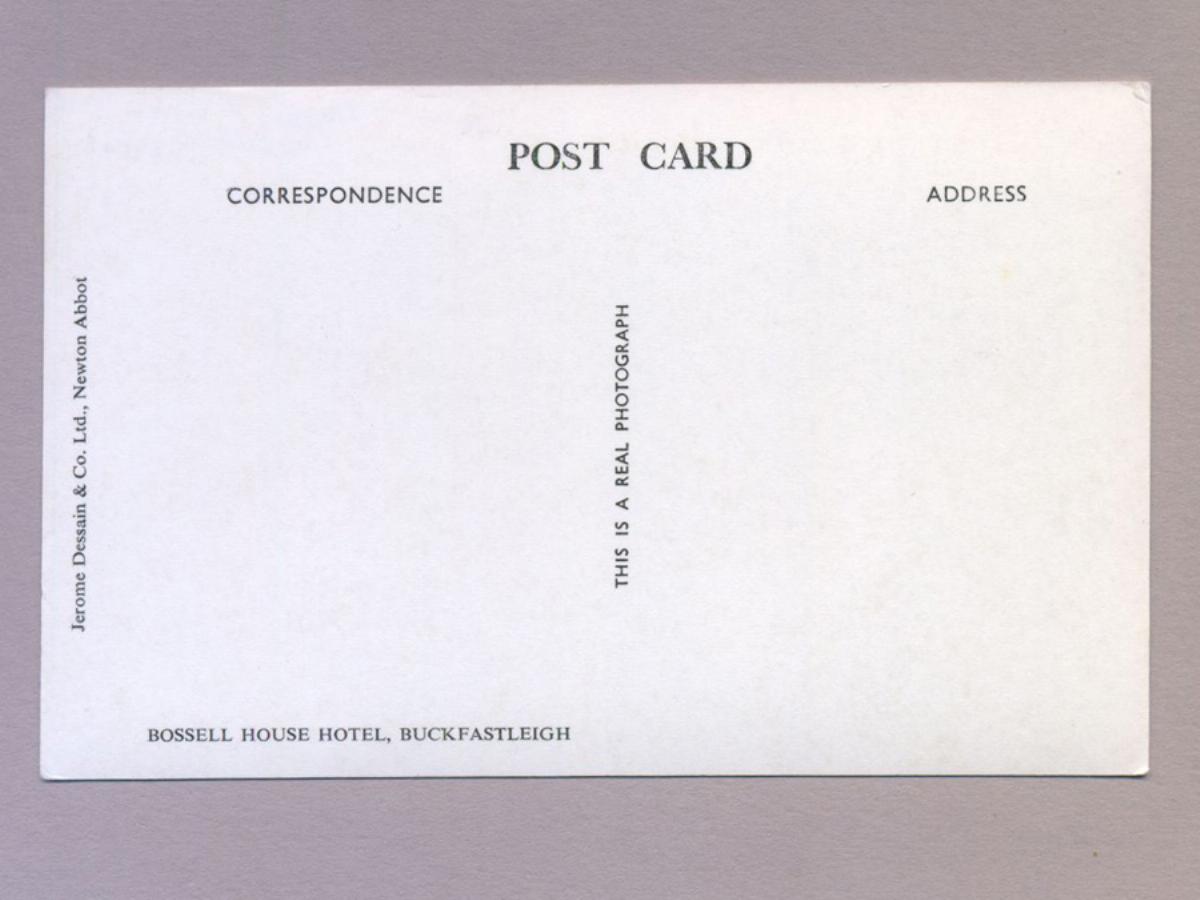 POST CARD
CORRESPONDENCE
ADDRESS
Jerome Dessain & Co. Ltd., Newton Abbot
THIS IS A REAL PHOTOGRAPH
BOSSELL HOUSE HOTEL, BUCKFASTLEIGH